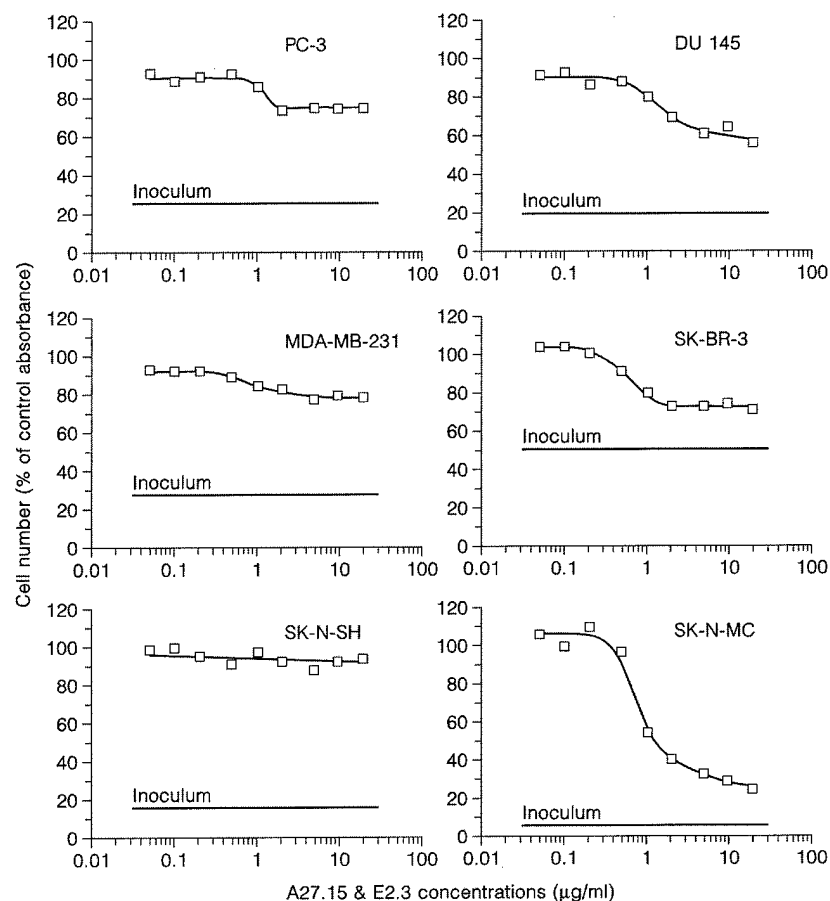 Cell number (% of control absorbance)
PC-3
120
100
80
60
40
20
0
Inoculum
0.01 0.1 1 10 100
DU 145
120
100
80
60
40
20
0
Inoculum
0.01 0.1 1 10 100
MDA-MB-231
120
100
80
60
40
20
0
Inoculum
0.01 0.1 1 10 100
SK-BR-3
120
100
80
60
40
20
0
Inoculum
0.01 0.1 1 10 100
SK-N-SH
120
100
80
60
40
20
0
Inoculum
0.01 0.1 1 10 100
SK-N-MC
120
100
80
60
40
20
0
Inoculum
0.01 0.1 1 10 100
A27.15 & E2.3 concentrations (μg/ml)